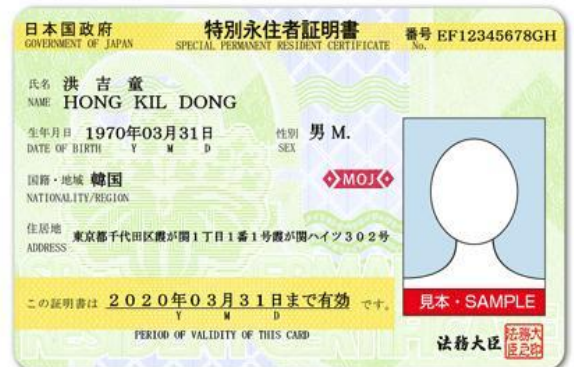 日本国政府 特別永住者証明書 番号 EF12345678GH
GOVERNMENT OF JAPAN SPECIAL PERMANENT RESIDENT CERTIFICATE No.
氏名 洪 吉 童
NAME HONG KIL DONG
生年月日 1970年03月31日 性別 男 M.
DATE OF BIRTH Y M D SEX
国籍・地域 韓国
NATIONALITY/REGION
MOJ
住居地 東京都千代田区霞が関1丁目1番1号霞が関ハイツ302号
ADDRESS
この証明書は 2020年03月31日まで有効 です。
Y M D
PERIOD OF VALIDITY OF THIS CARD
見本・SAMPLE
法務大臣 法務大臣之印